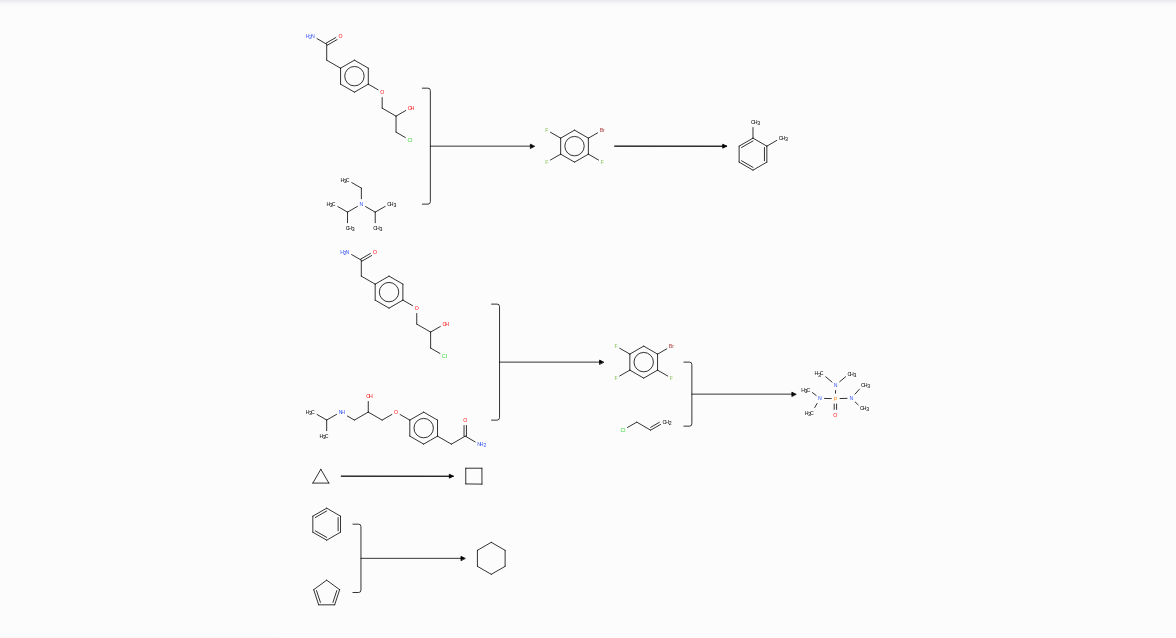 H₂N O
O
OH
Cl
F Br
F F
CH₃
CH₃
H₃C
H₃C N CH₃
CH₃ CH₃
H₂N O
O
OH
Cl
F Br
F F
H₃C CH₃
N
H₃C N P N CH₃
H₃C O CH₃
OH
H₃C NH O O
H₃C NH₂
Cl CH₂